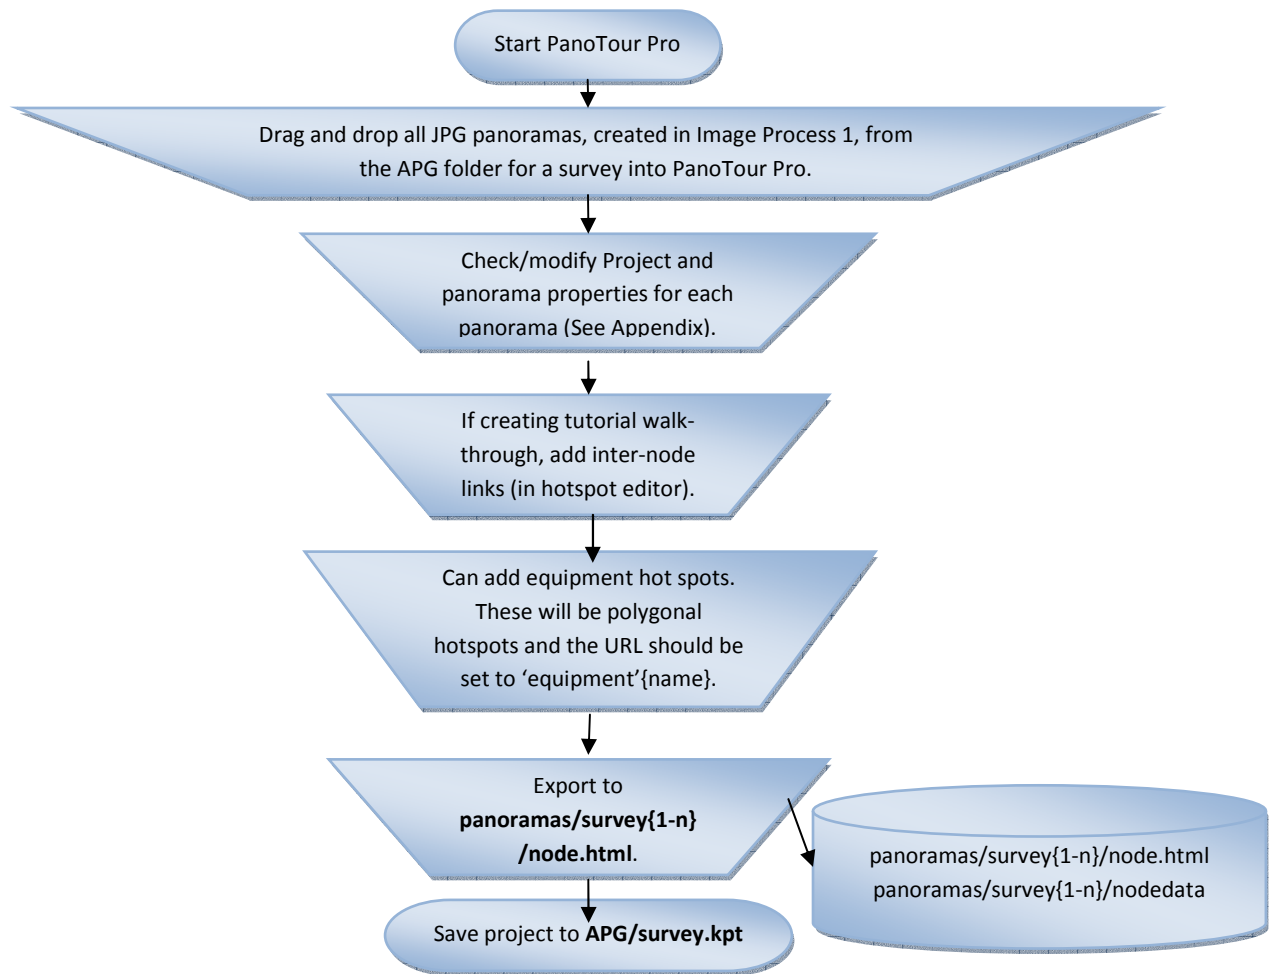 Start PanoTour Pro
Drag and drop all JPG panoramas, created in Image Process 1, from
the APG folder for a survey into PanoTour Pro.
Check/modify Project and
panorama properties for each
panorama (See Appendix).
If creating tutorial walk-
through, add inter-node
links (in hotspot editor).
Can add equipment hot spots.
These will be polygonal
hotspots and the URL should be
set to ‘equipment’{name}.
Export to
panoramas/survey{1-n}
/node.html.
panoramas/survey{1-n}/node.html
panoramas/survey{1-n}/nodedata
Save project to APG/survey.kpt